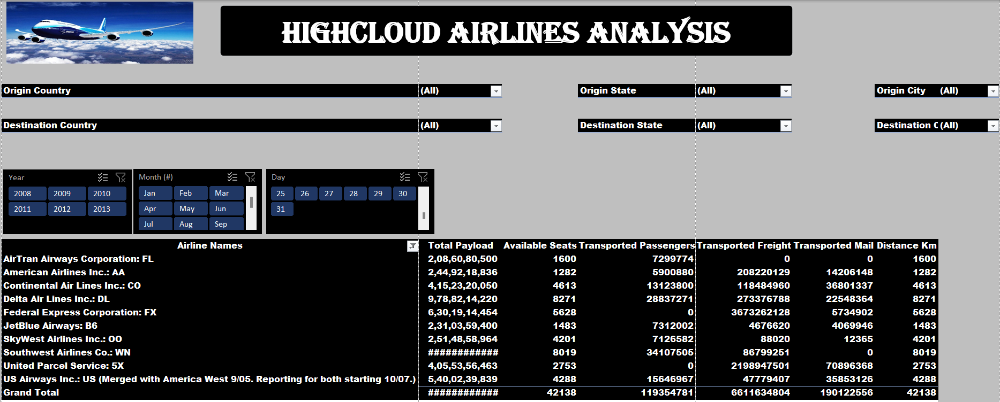 HIGHCLOUD AIRLINES ANALYSIS
Origin Country (All) Origin State (All) Origin City (All)
Destination Country (All) Destination State (All) Destination C (All)
Year
2008 2009 2010
2011 2012 2013
Month (#)
Jan Feb Mar
Apr May Jun
Jul Aug Sep
Day
25 26 27 28 29 30
31
Airline Names Total Payload Available Seats Transported Passengers Transported Freight Transported Mail Distance Km
AirTran Airways Corporation: FL 2,08,60,80,500 1600 7299774 0 0 1600
American Airlines Inc.: AA 2,44,92,18,836 1282 5900880 208220129 14206148 1282
Continental Air Lines Inc.: CO 4,15,23,20,050 4613 13123800 118484960 36801337 4613
Delta Air Lines Inc.: DL 9,78,82,14,220 8271 28837271 273376788 22548364 8271
Federal Express Corporation: FX 6,30,19,14,454 5628 0 3673262128 5734902 5628
JetBlue Airways: B6 2,31,03,59,400 1483 7312002 4676620 4069946 1483
SkyWest Airlines Inc.: OO 2,51,48,58,964 4201 7126582 88020 12365 4201
Southwest Airlines Co.: WN ############ 8019 34107505 86799251 0 8019
United Parcel Service: 5X 4,05,53,56,463 2753 0 2198947501 70896368 2753
US Airways Inc.: US (Merged with America West 9/05. Reporting for both starting 10/07.) 5,40,02,39,839 4288 15646967 47779407 35853126 4288
Grand Total ############ 42138 119354781 6611634804 190122556 42138